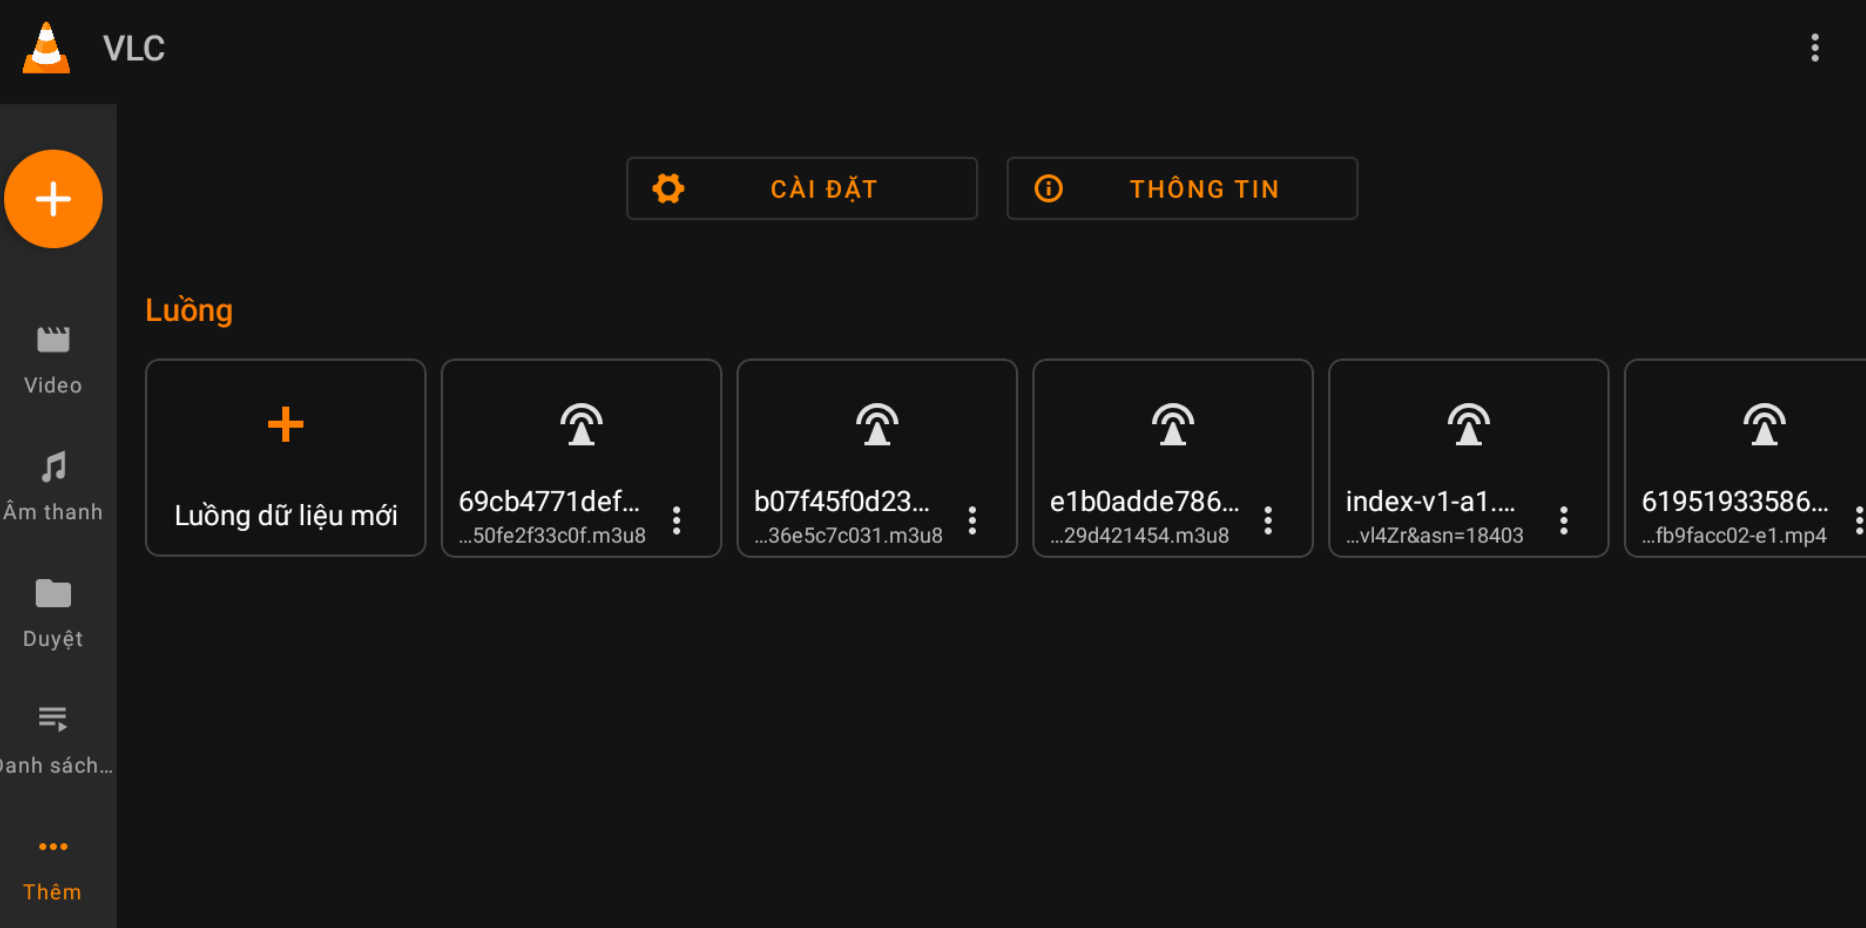 VLC
CÀI ĐẶT
THÔNG TIN
Luồng
Video
Âm thanh
Duyệt
Danh sách...
Thêm
Luồng dữ liệu mới
69cb4771def...
...50fe2f33c0f.m3u8
b07f45f0d23...
...36e5c7c031.m3u8
e1b0adde786...
...29d421454.m3u8
index-v1-a1....
...vl4Zr&asn=18403
61951933586...
...fb9facc02-e1.mp4